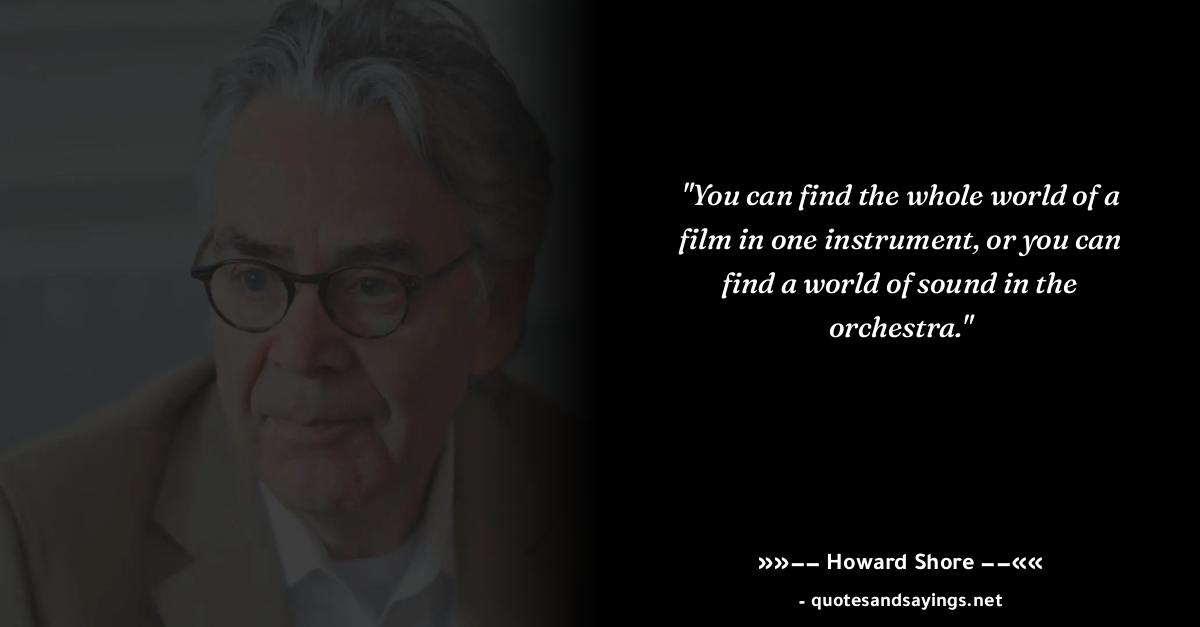 "You can find the whole world of a
film in one instrument, or you can
find a world of sound in the
orchestra."
»»−− Howard Shore −−««
- quotesandsayings.net